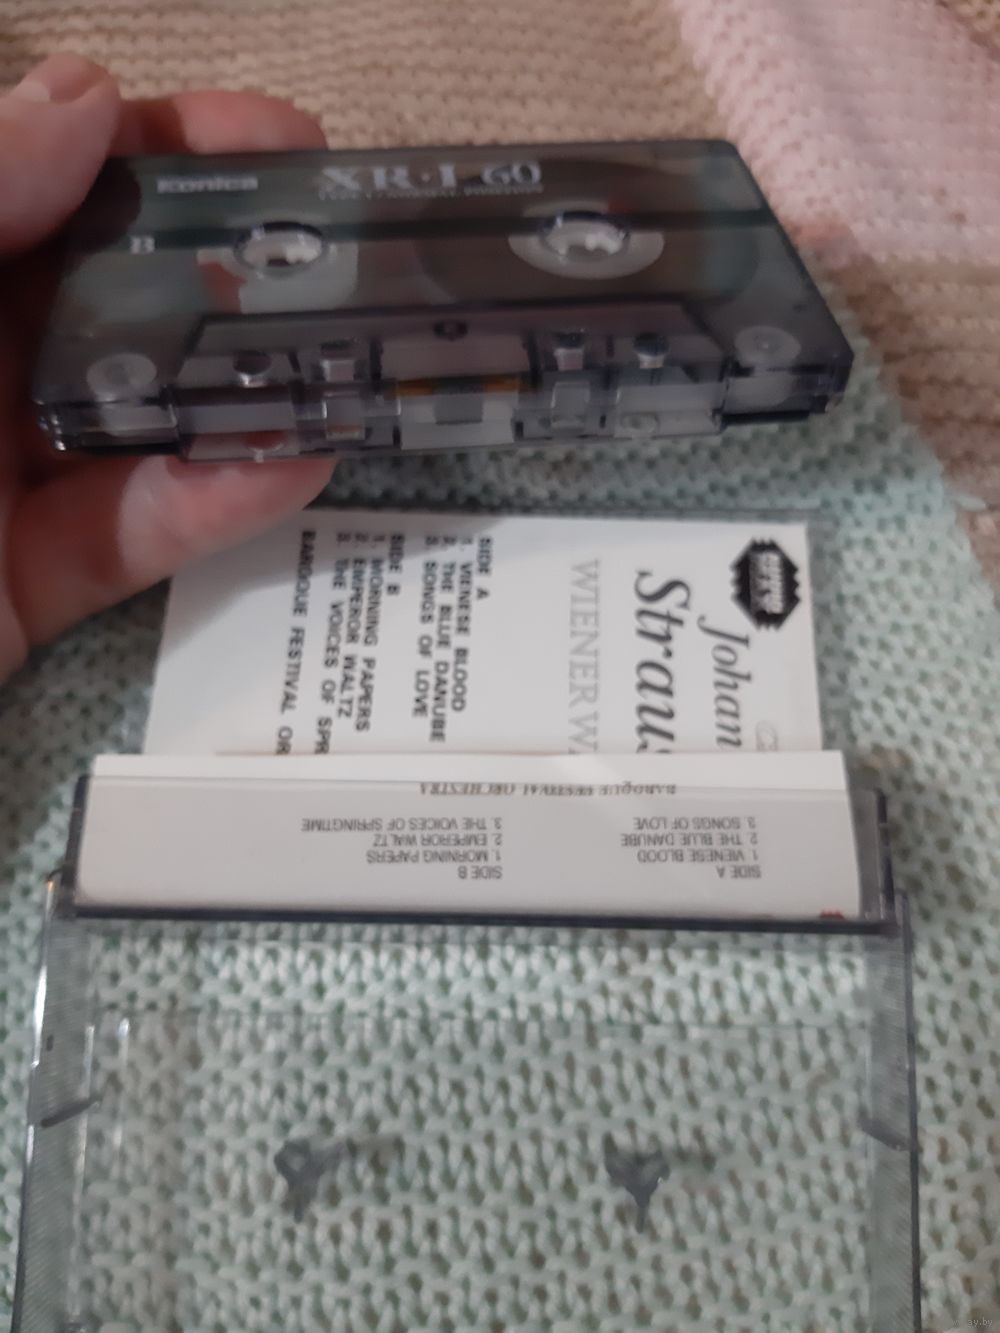 Konica
XR-I 60
B
Johan
Straus
WIENERW
SIDE A
1. VIENESE BLOOD
2. THE BLUE DANUBE
3. SONGS OF LOVE
SIDE B
1. MORNING PAPERS
2. EMPEROR WALTZ
3. THE VOICES OF SPR
BAROQUE FESTIVAL OR
BAROQUE FESTIVAL ORCHESTRA
SIDE A
1. VIENESE BLOOD
2. THE BLUE DANUBE
3. SONGS OF LOVE
SIDE B
1. MORNING PAPERS
2. EMPEROR WALTZ
3. THE VOICES OF SPRINGTIME